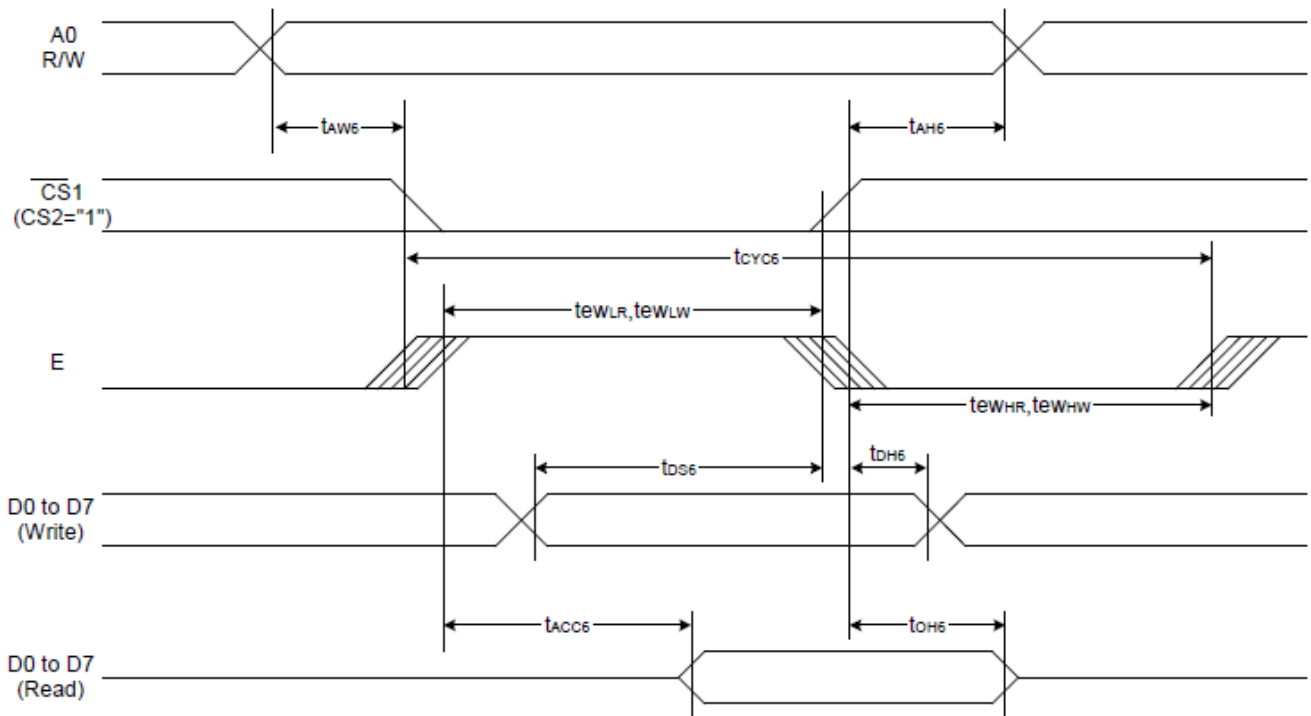 A0
R/W
tAW6
tAH6
CS1
(CS2="1")
tCYC6
tewLR,tewLW
E
tewHR,tewHW
tDS6
tDH6
D0 to D7
(Write)
tACC6
tOH6
D0 to D7
(Read)